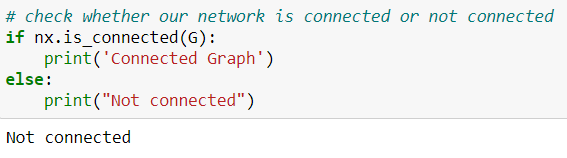 # check whether our network is connected or not connected
if nx.is_connected(G):
    print('Connected Graph')
else:
    print("Not connected")
Not connected